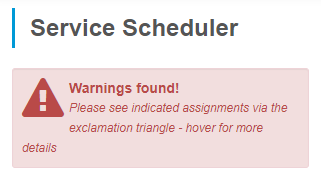 Service Scheduler
Warnings found!
Please see indicated assignments via the
exclamation triangle - hover for more
details